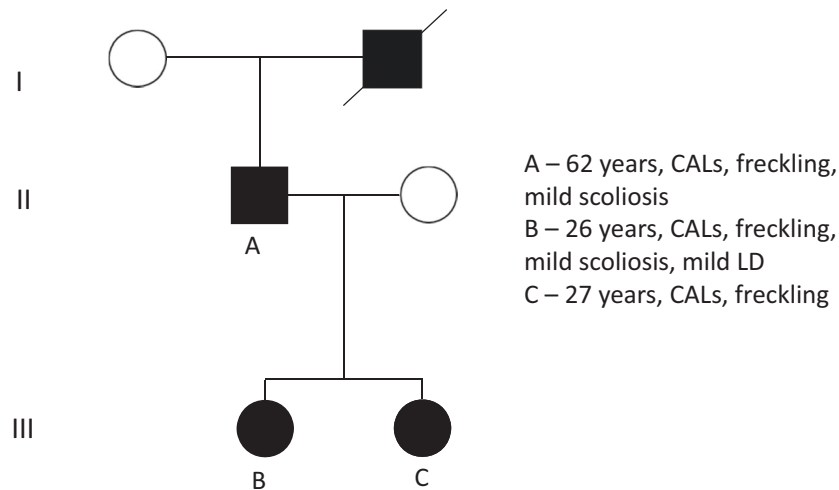 I
II
A
III
B
C
A – 62 years, CALs, freckling,
mild scoliosis
B – 26 years, CALs, freckling,
mild scoliosis, mild LD
C – 27 years, CALs, freckling